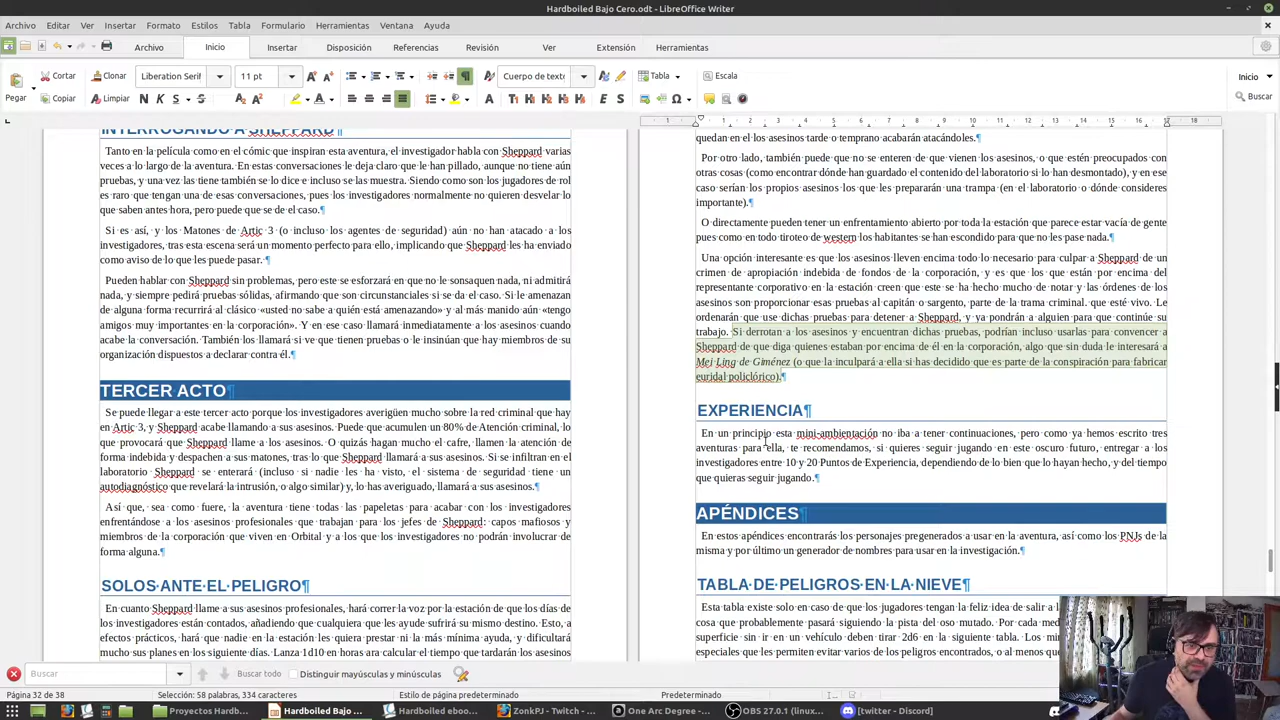 Hardboiled Bajo Cero.odt - LibreOffice Writer
Archivo Editar Ver Insertar Formato Estilos Tabla Formulario Herramientas Ventana Ayuda
Archivo Inicio Insertar Disposición Referencias Revisión Ver Extensión Herramientas
Cortar Clonar Liberation Serif 11 pt Cuerpo de texto Tabla Escala Inicio
Pegar Copiar Limpiar Buscar
INTERROGANDO A SHEPPARD
Tanto en la película como en el cómic que inspiran esta aventura, el investigador habla con Sheppard varias
veces a lo largo de la aventura. En estas conversaciones le deja claro que le han pillado, aunque no tiene aún
pruebas, y una vez las tiene también se lo dice e incluso se las muestra. Siendo como son los jugadores de rol
es raro que tengan una de esas conversaciones, pues los investigadores normalmente no quieren desvelar lo
que saben antes hora, pero puede que se de el caso.
Si es así, y los Matones de Artic 3 (o incluso los agentes de seguridad) aún no han atacado a los
investigadores, tras esta escena será un momento perfecto para ello, implicando que Sheppard les ha enviado
como aviso de lo que les puede pasar.
Pueden hablar con Sheppard sin problemas, pero este se esforzará en que no le sonsaquen nada, ni admitirá
nada, y siempre pedirá pruebas sólidas, afirmando que son circunstanciales si se da el caso. Si le amenazan
de alguna forma recurrirá al clásico «usted no sabe a quién está amenazando» y al más manido aún «tengo
amigos muy importantes en la corporación». Y en ese caso llamará inmediatamente a los asesinos cuando
acabe la conversación. También los llamará si ve que tienen pruebas o le insinúan que hay miembros de su
organización dispuestos a declarar contra él.
TERCER ACTO
Se puede llegar a este tercer acto porque los investigadores averigüen mucho sobre la red criminal que hay
en Artic 3, y Sheppard acabe llamando a sus asesinos. Puede que acumulen un 80% de Atención criminal, lo
que provocará que Sheppard llame a los asesinos. O quizás hagan mucho el cafre, llamen la atención de
forma indebida y despachen a sus matones, tras lo que Sheppard llamará a los asesinos. Si se infiltran en el
laboratorio Sheppard se enterará (incluso si nadie les ha visto, el sistema de seguridad tiene un
autodiagnóstico que revelará la intrusión, o algo similar) y, lo has averiguado, llamará a sus asesinos.
Así que, sea como fuere, la aventura tiene todas las papeletas para acabar con los investigadores
enfrentándose a los asesinos profesionales que trabajan para los jefes de Sheppard: capos mafiosos y
miembros de la corporación que viven en Orbital y a los que los investigadores no podrán involucrar de
forma alguna.
SOLOS ANTE EL PELIGRO
En cuanto Sheppard llame a sus asesinos profesionales, hará correr la voz por la estación de que los días de
los investigadores están contados, añadiendo que cualquiera que les ayude sufrirá su mismo destino. Esto, a
efectos prácticos, hará que nadie en la estación les quiera prestar ni la más mínima ayuda, y dificultará
mucho sus planes en los siguientes días. Lanza 1d10 en horas ara calcular el tiempo que tardarán los asesinos
quedan en el los asesinos tarde o temprano acabarán atacándoles.
Por otro lado, también puede que no se enteren de que vienen los asesinos, o que estén preocupados con
otras cosas (como encontrar dónde han guardado el contenido del laboratorio si lo han desmontado), y en ese
caso serían los propios asesinos los que les prepararán una trampa (en el laboratorio o dónde consideres
importante).
O directamente pueden tener un enfrentamiento abierto por toda la estación que parece estar vacía de gente
pues como en todo tiroteo de western los habitantes se han escondido para que no les pase nada.
Una opción interesante es que los asesinos lleven encima todo lo necesario para culpar a Sheppard de un
crimen de apropiación indebida de fondos de la corporación, y es que los que están por encima del
representante corporativo en la estación creen que este se ha hecho mucho de notar y las órdenes de los
asesinos son proporcionar esas pruebas al capitán o sargento, parte de la trama criminal. que esté vivo. Le
ordenarán que use dichas pruebas para detener a Sheppard, y ya pondrán a alguien para que continúe su
trabajo. Si derrotan a los asesinos y encuentran dichas pruebas, podrían incluso usarlas para convencer a
Sheppard de que diga quienes estaban por encima de él en la corporación, algo que sin duda le interesará a
Mei Ling de Giménez (o que la inculpará a ella si has decidido que es parte de la conspiración para fabricar
euridal policlórico).
EXPERIENCIA
En un principio esta mini-ambientación no iba a tener continuaciones, pero como ya hemos escrito tres
aventuras para ella, te recomendamos, si quieres seguir jugando en este oscuro futuro, entregar a los
investigadores entre 10 y 20 Puntos de Experiencia, dependiendo de lo bien que lo hayan hecho, y del tiempo
que quieras seguir jugando.
APÉNDICES
En estos apéndices encontrarás los personajes pregenerados a usar en la aventura, así como los PNJs de la
misma y por último un generador de nombres para usar en la investigación.
TABLA DE PELIGROS EN LA NIEVE
Esta tabla existe solo en caso de que los jugadores tengan la feliz idea de salir a
cosa que probablemente pasará siguiendo la pista del oso mutado. Por cada
superficie sin ir en un vehículo deben tirar 2d6 en la siguiente tabla. Los
especiales que les permiten evitar varios de los peligros encontrados, o al menos
Buscar Buscar todo Distinguir mayúsculas y minúsculas
Página 32 de 38 Selección: 58 palabras, 334 caracteres Estilo de página predeterminado Predeterminado
Proyectos Hardb... Hardboiled Bajo ... Hardboiled eboo... ZonkPJ - Twitch - ... One Arc Degree - ... OBS 27.0.1 (linux... [twitter - Discord]